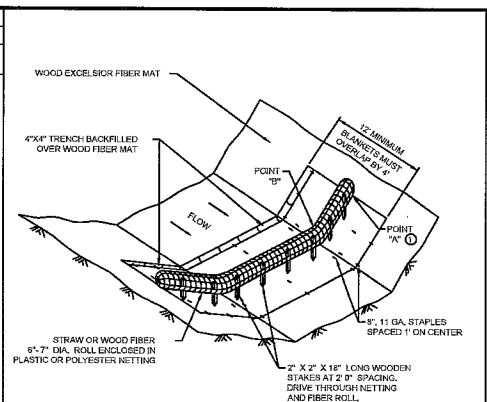 WOOD EXCELSIOR FIBER MAT
4"X4" TRENCH BACKFILLED
OVER WOOD FIBER MAT
12' MINIMUM
BLANKETS MUST
OVERLAP BY 4'
POINT
"B"
FLOW
POINT
"A" 1
STRAW OR WOOD FIBER
6"- 7" DIA. ROLL ENCLOSED IN
PLASTIC OR POLYESTER NETTING
8", 11 GA. STAPLES
SPACED 1' ON CENTER
2" X 2" X 18" LONG WOODEN
STAKES AT 2' 0" SPACING.
DRIVE THROUGH NETTING
AND FIBER ROLL.